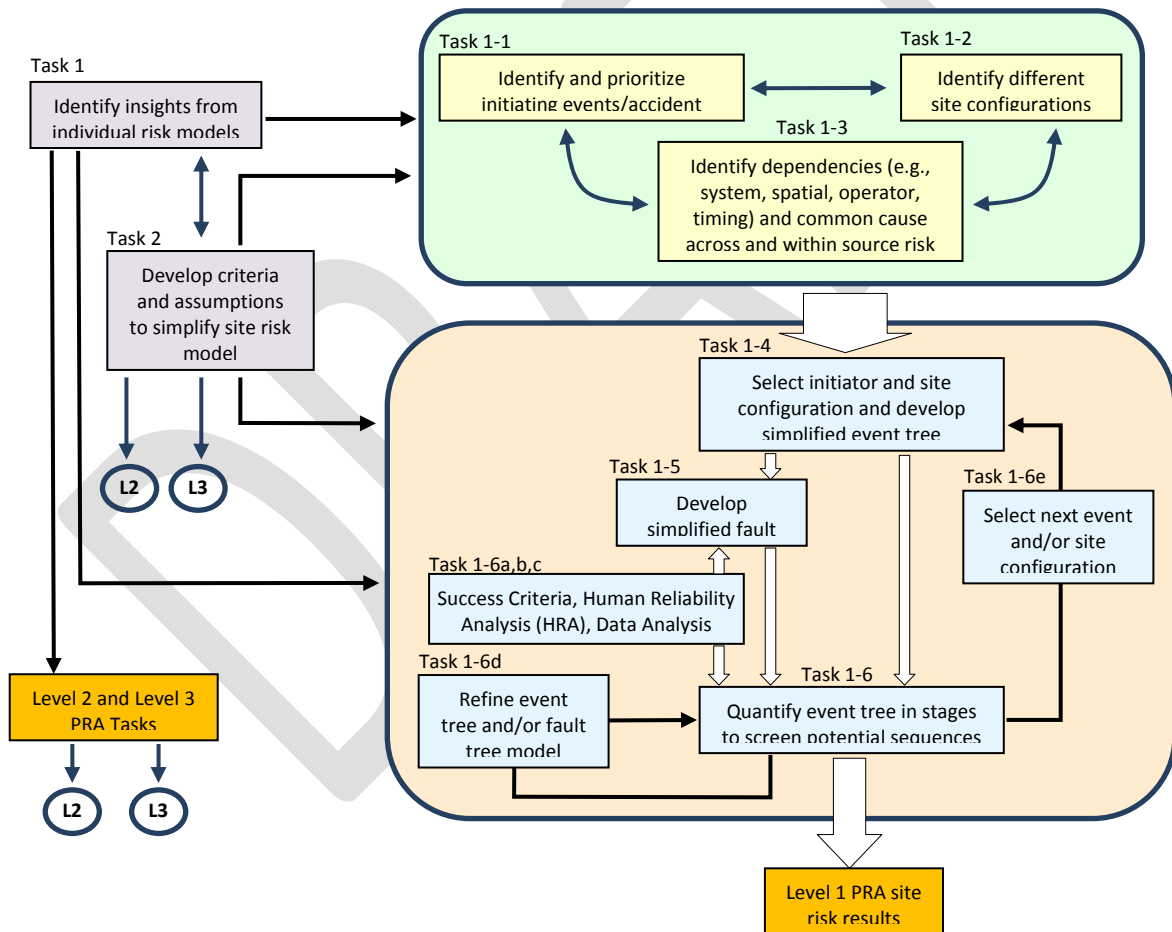 Task 1
Identify insights from
individual risk models
Task 2
Develop criteria
and assumptions
to simplify site risk
model
L2
L3
Level 2 and Level 3
PRA Tasks
L2
L3
Task 1-1
Identify and prioritize
initiating events/accident
Task 1-2
Identify different
site configurations
Task 1-3
Identify dependencies (e.g.,
system, spatial, operator,
timing) and common cause
across and within source risk
Task 1-4
Select initiator and site
configuration and develop
simplified event tree
Task 1-5
Develop
simplified fault
Task 1-6e
Select next event
and/or site
configuration
Task 1-6a,b,c
Success Criteria, Human Reliability
Analysis (HRA), Data Analysis
Task 1-6d
Refine event
tree and/or fault
tree model
Task 1-6
Quantify event tree in stages
to screen potential sequences
Level 1 PRA site
risk results